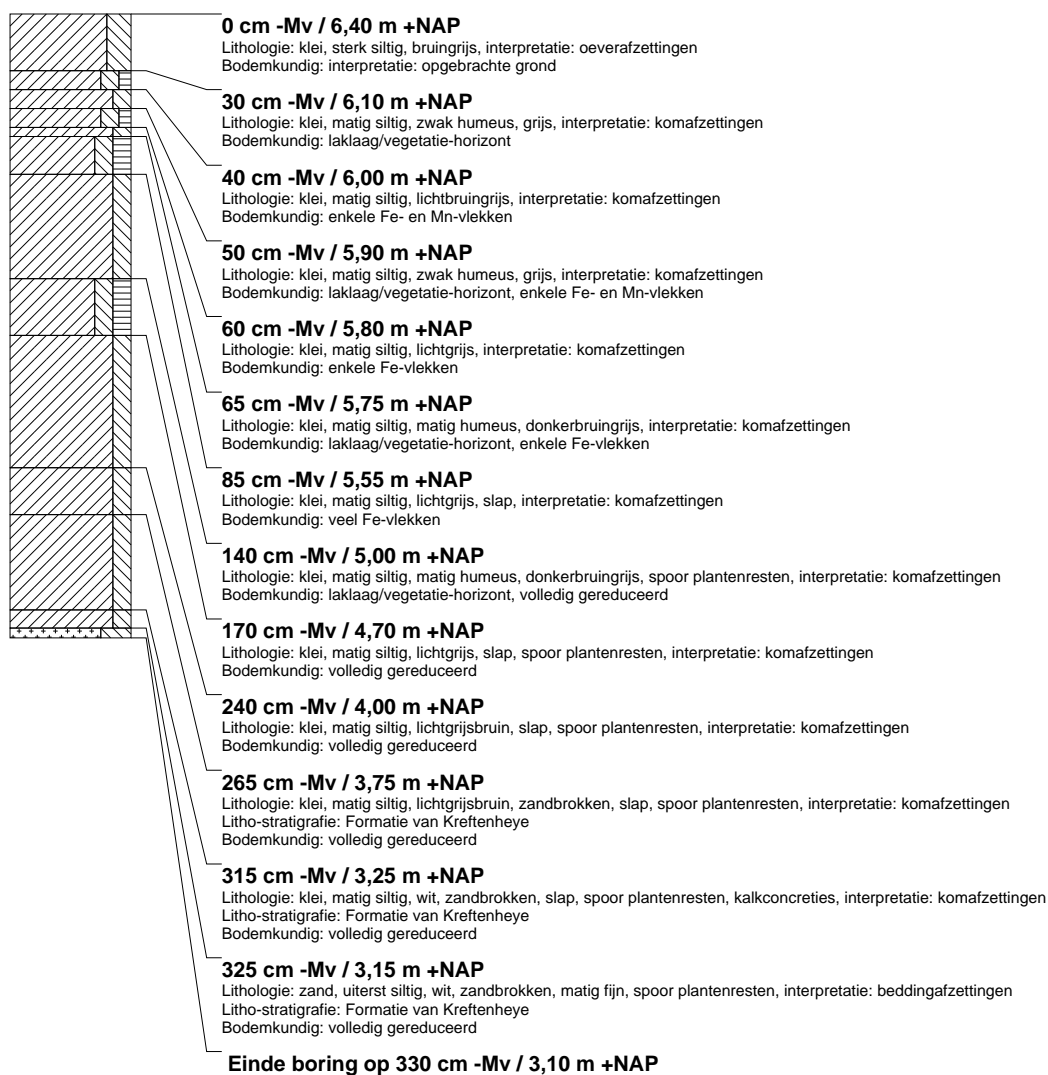 0 cm -Mv / 6,40 m +NAP
Lithologie: klei, sterk siltig, bruingrijs, interpretatie: oeverafzettingen
Bodemkundig: interpretatie: opgebrachte grond
30 cm -Mv / 6,10 m +NAP
Lithologie: klei, matig siltig, zwak humeus, grijs, interpretatie: komafzettingen
Bodemkundig: laklaag/vegetatie-horizont
40 cm -Mv / 6,00 m +NAP
Lithologie: klei, matig siltig, lichtbruingrijs, interpretatie: komafzettingen
Bodemkundig: enkele Fe- en Mn-vlekken
50 cm -Mv / 5,90 m +NAP
Lithologie: klei, matig siltig, zwak humeus, grijs, interpretatie: komafzettingen
Bodemkundig: laklaag/vegetatie-horizont, enkele Fe- en Mn-vlekken
60 cm -Mv / 5,80 m +NAP
Lithologie: klei, matig siltig, lichtgrijs, interpretatie: komafzettingen
Bodemkundig: enkele Fe-vlekken
65 cm -Mv / 5,75 m +NAP
Lithologie: klei, matig siltig, matig humeus, donkerbruingrijs, interpretatie: komafzettingen
Bodemkundig: laklaag/vegetatie-horizont, enkele Fe-vlekken
85 cm -Mv / 5,55 m +NAP
Lithologie: klei, matig siltig, lichtgrijs, slap, interpretatie: komafzettingen
Bodemkundig: veel Fe-vlekken
140 cm -Mv / 5,00 m +NAP
Lithologie: klei, matig siltig, matig humeus, donkerbruingrijs, spoor plantenresten, interpretatie: komafzettingen
Bodemkundig: laklaag/vegetatie-horizont, volledig gereduceerd
170 cm -Mv / 4,70 m +NAP
Lithologie: klei, matig siltig, lichtgrijs, slap, spoor plantenresten, interpretatie: komafzettingen
Bodemkundig: volledig gereduceerd
240 cm -Mv / 4,00 m +NAP
Lithologie: klei, matig siltig, lichtgrijsbruin, slap, spoor plantenresten, interpretatie: komafzettingen
Bodemkundig: volledig gereduceerd
265 cm -Mv / 3,75 m +NAP
Lithologie: klei, matig siltig, lichtgrijsbruin, zandbrokken, slap, spoor plantenresten, interpretatie: komafzettingen
Litho-stratigrafie: Formatie van Kreftenheye
Bodemkundig: volledig gereduceerd
315 cm -Mv / 3,25 m +NAP
Lithologie: klei, matig siltig, wit, zandbrokken, slap, spoor plantenresten, kalkconcreties, interpretatie: komafzettingen
Litho-stratigrafie: Formatie van Kreftenheye
Bodemkundig: volledig gereduceerd
325 cm -Mv / 3,15 m +NAP
Lithologie: zand, uiterst siltig, wit, zandbrokken, matig fijn, spoor plantenresten, interpretatie: beddingafzettingen
Litho-stratigrafie: Formatie van Kreftenheye
Bodemkundig: volledig gereduceerd
Einde boring op 330 cm -Mv / 3,10 m +NAP